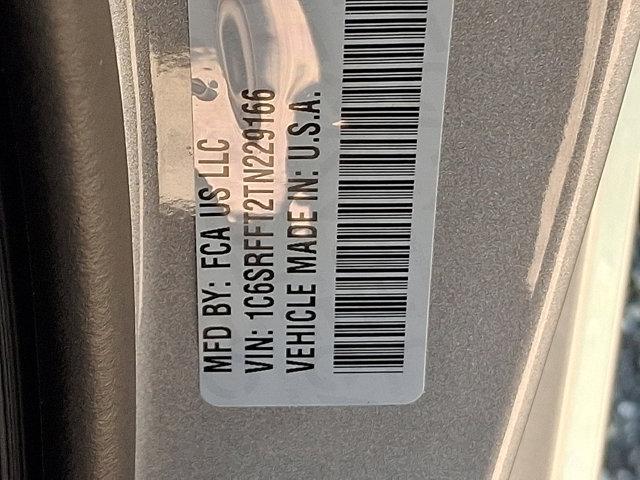 MFD BY: FCA US LLC
VIN: 1C6SRFFT2TN229166
VEHICLE MADE IN: U.S.A.